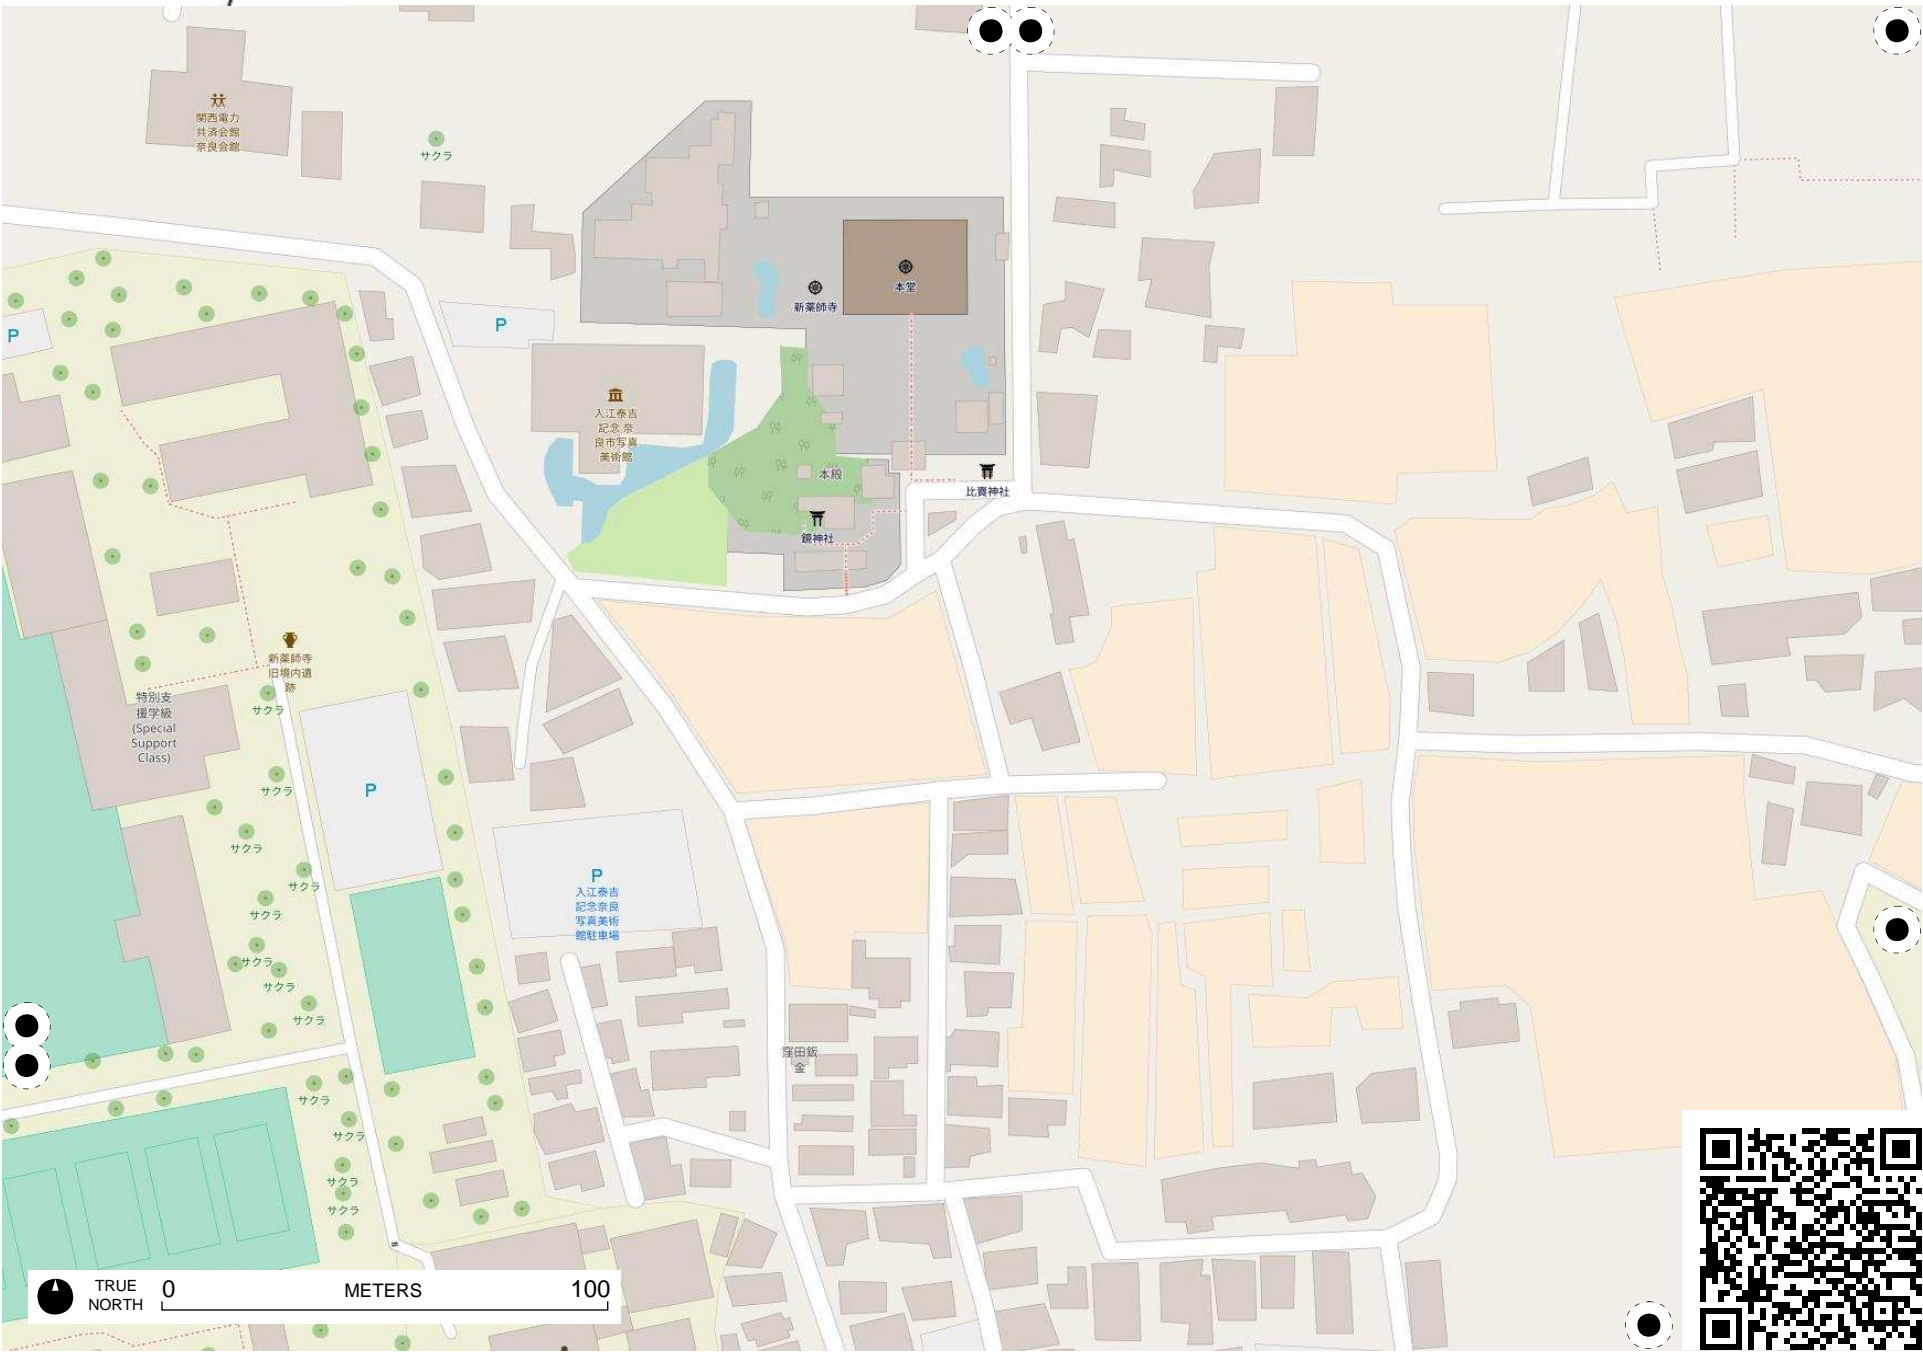 関西電力
共済会館
奈良会館
サクラ
本堂
新薬師寺
P
P
入江泰吉
記念 奈
良市写真
美術館
本殿
比賣神社
鏡神社
新薬師寺
旧境内遺
跡
特別支
援学級
(Special
Support
Class)
サクラ
サクラ
P
サクラ
P
入江泰吉
記念奈良
写真美術
館駐車場
サクラ
サクラ
サクラ
サクラ
サクラ
窪田鈑
金
サクラ
サクラ
サクラ
サクラ
TRUE
NORTH
0
METERS
100